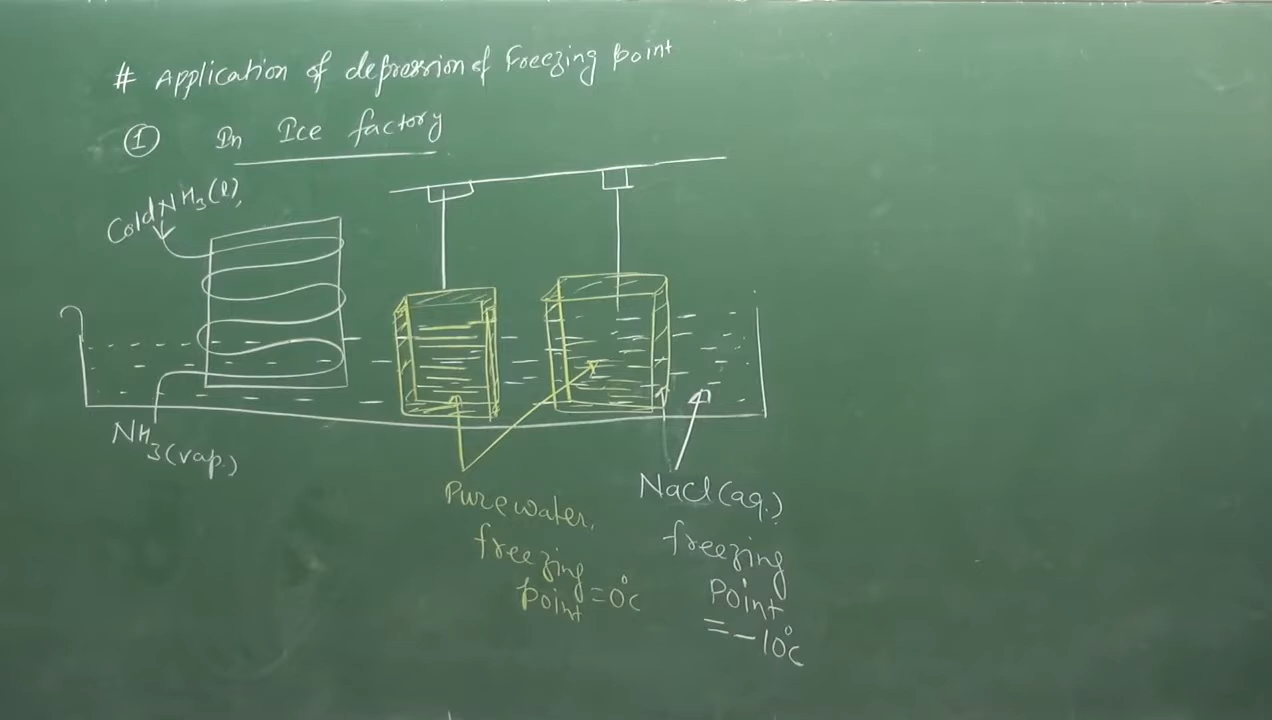 # Application of depression of Freezing point
① In Ice factory
Cold NH3(l),
NH3(vap.)
Pure water,
freezing
point = 0°c
NaCl(aq.)
freezing
Point
= -10°c